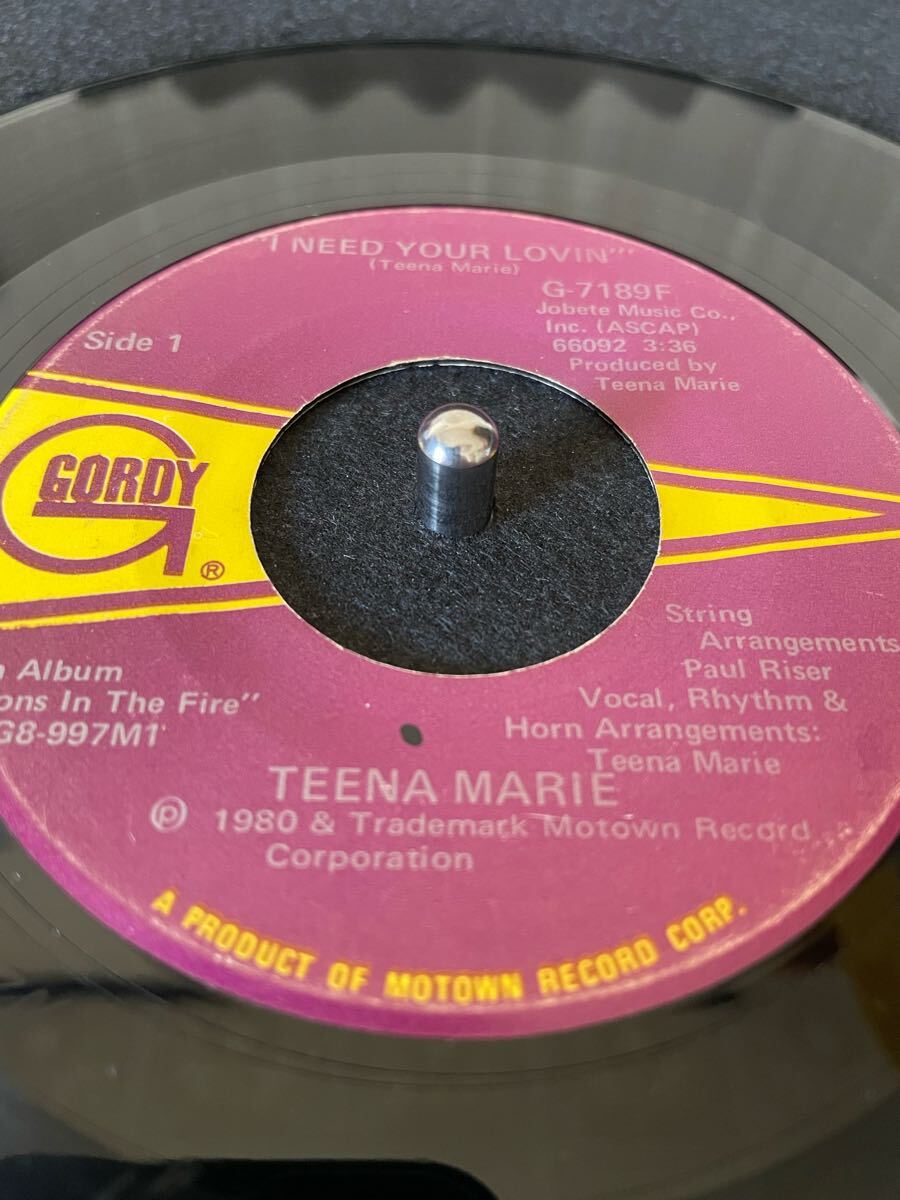 "I NEED YOUR LOVIN'"
(Teena Marie)
G-7189F
Jobete Music Co.,
Inc. (ASCAP)
66092 3:36
Produced by
Teena Marie
Side 1
GORDY
®
String
Arrangements
Paul Riser
Vocal, Rhythm &
Horn Arrangements:
Teena Marie
Album
In The Fire"
G8-997M1
TEENA MARIE
℗ 1980 & Trademark Motown Record
Corporation
A PRODUCT OF MOTOWN RECORD CORP.